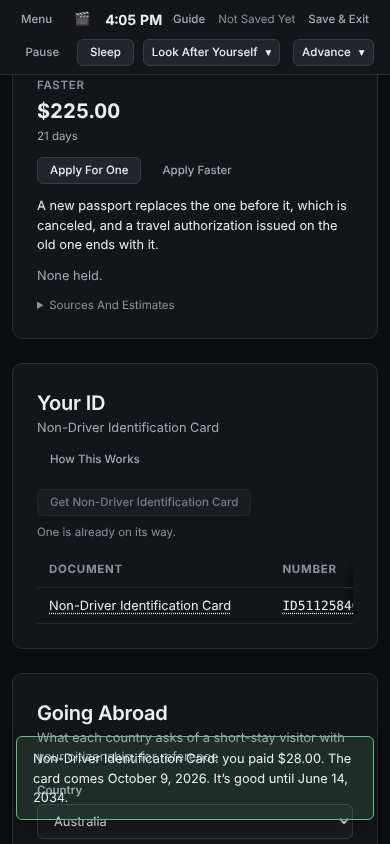 Menu 🎬 4:05 PM Guide Not Saved Yet Save & Exit
Pause Sleep Look After Yourself ▾ Advance ▾
FASTER
$225.00
21 days
Apply For One Apply Faster
A new passport replaces the one before it, which is
canceled, and a travel authorization issued on the
old one ends with it.
None held.
▶ Sources And Estimates
Your ID
Non-Driver Identification Card
How This Works
Get Non-Driver Identification Card
One is already on its way.
DOCUMENT NUMBER
Non-Driver Identification Card ID5112584
Going Abroad
What each country asks of a short-stay visitor with
your citizenship, for reference.
Non-Driver Identification Card: you paid $28.00. The
card comes October 9, 2026. It's good until June 14,
2034.
Country
Australia